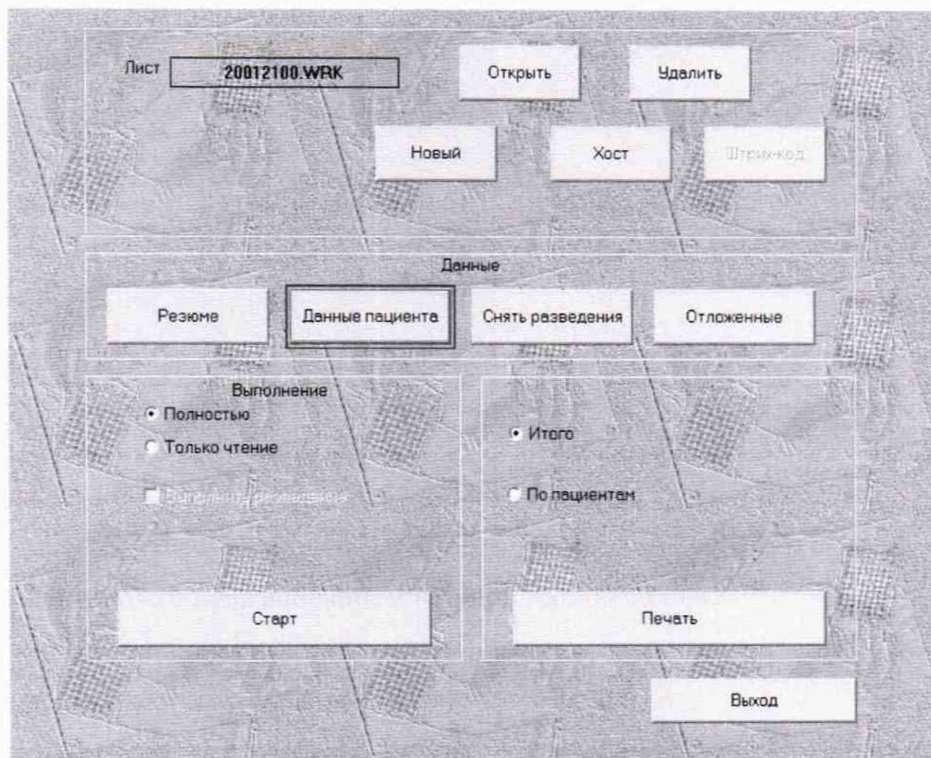 Лист 20012100.WRK Открыть Удалить
Новый Хост Штрих-код
Данные
Резюме Данные пациента Снять разведения Отложенные
Выполнение
Полностью
Только чтение
Итого
Выполнить разведения
По пациентам
Старт Печать
Выход